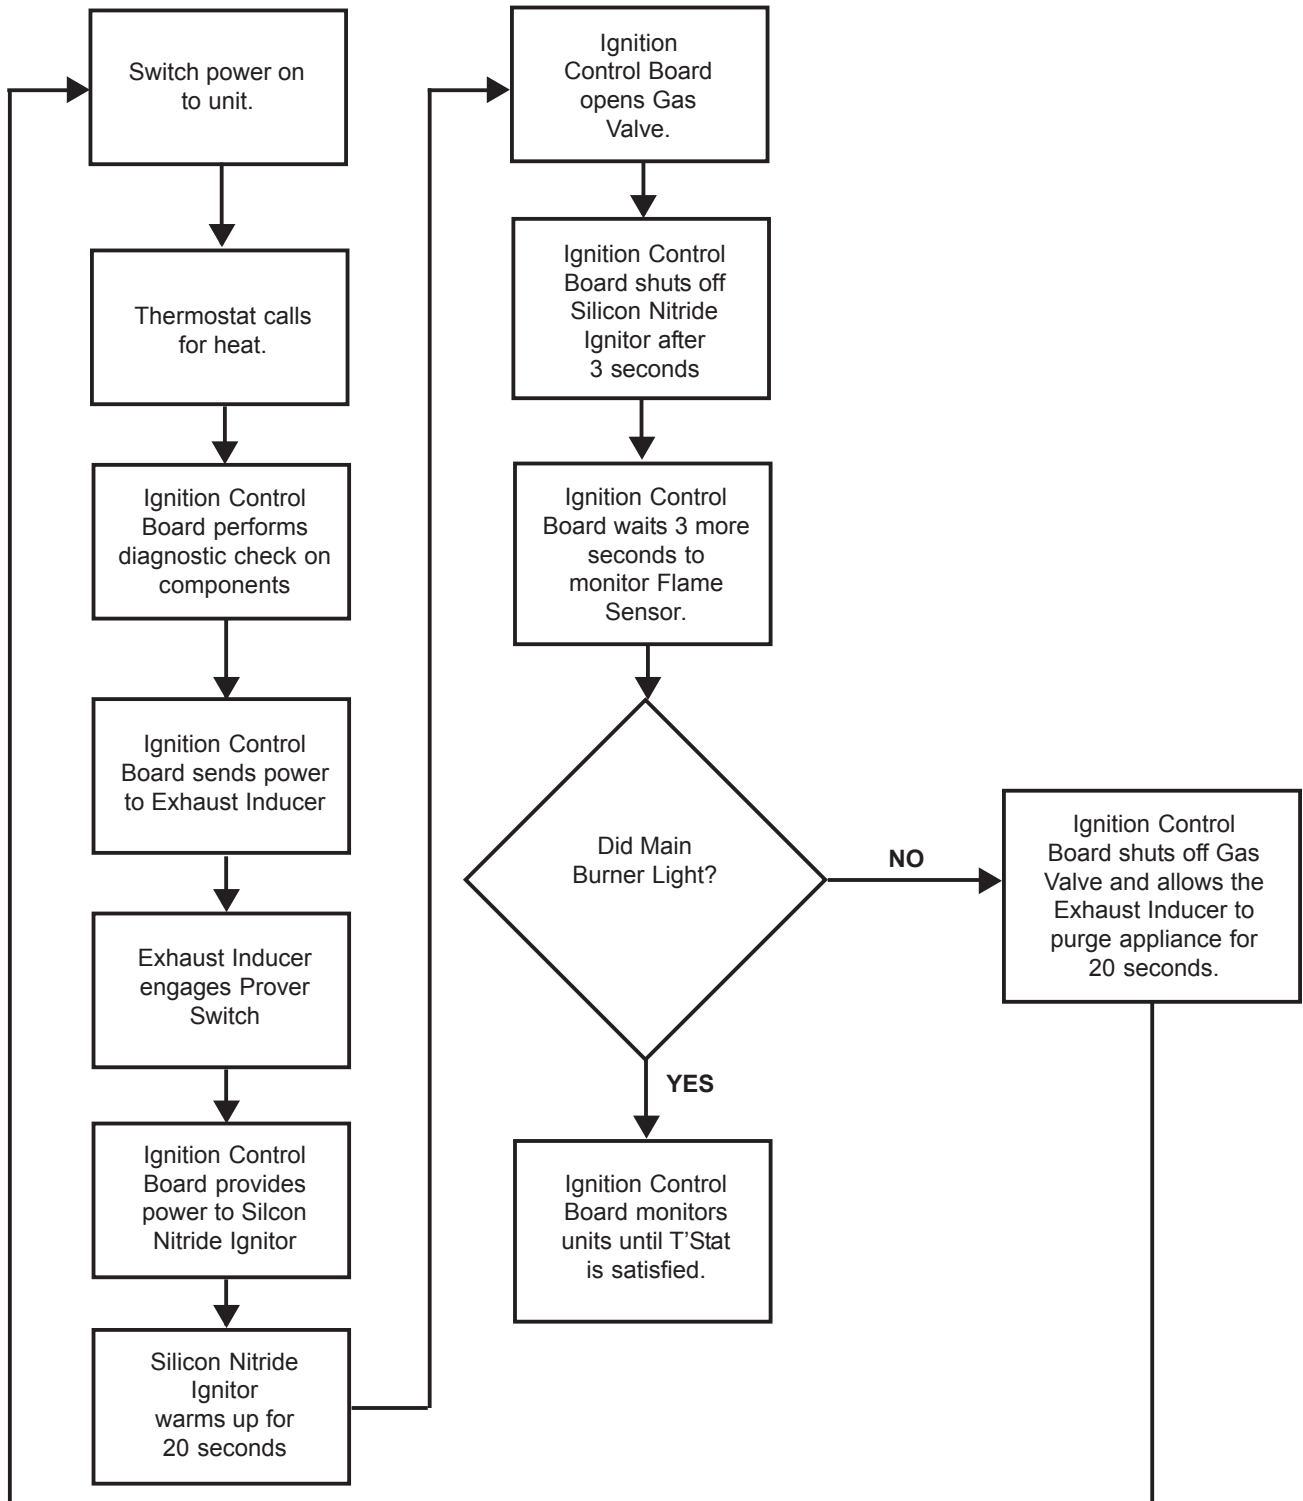 Switch power on
to unit.
Thermostat calls
for heat.
Ignition Control
Board performs
diagnostic check on
components
Ignition Control
Board sends power
to Exhaust Inducer
Exhaust Inducer
engages Prover
Switch
Ignition Control
Board provides
power to Silcon
Nitride Ignitor
Silicon Nitride
Ignitor
warms up for
20 seconds
Ignition
Control Board
opens Gas
Valve.
Ignition Control
Board shuts off
Silicon Nitride
Ignitor after
3 seconds
Ignition Control
Board waits 3 more
seconds to
monitor Flame
Sensor.
Did Main
Burner Light?
NO
Ignition Control
Board shuts off Gas
Valve and allows the
Exhaust Inducer to
purge appliance for
20 seconds.
YES
Ignition Control
Board monitors
units until T’Stat
is satisfied.